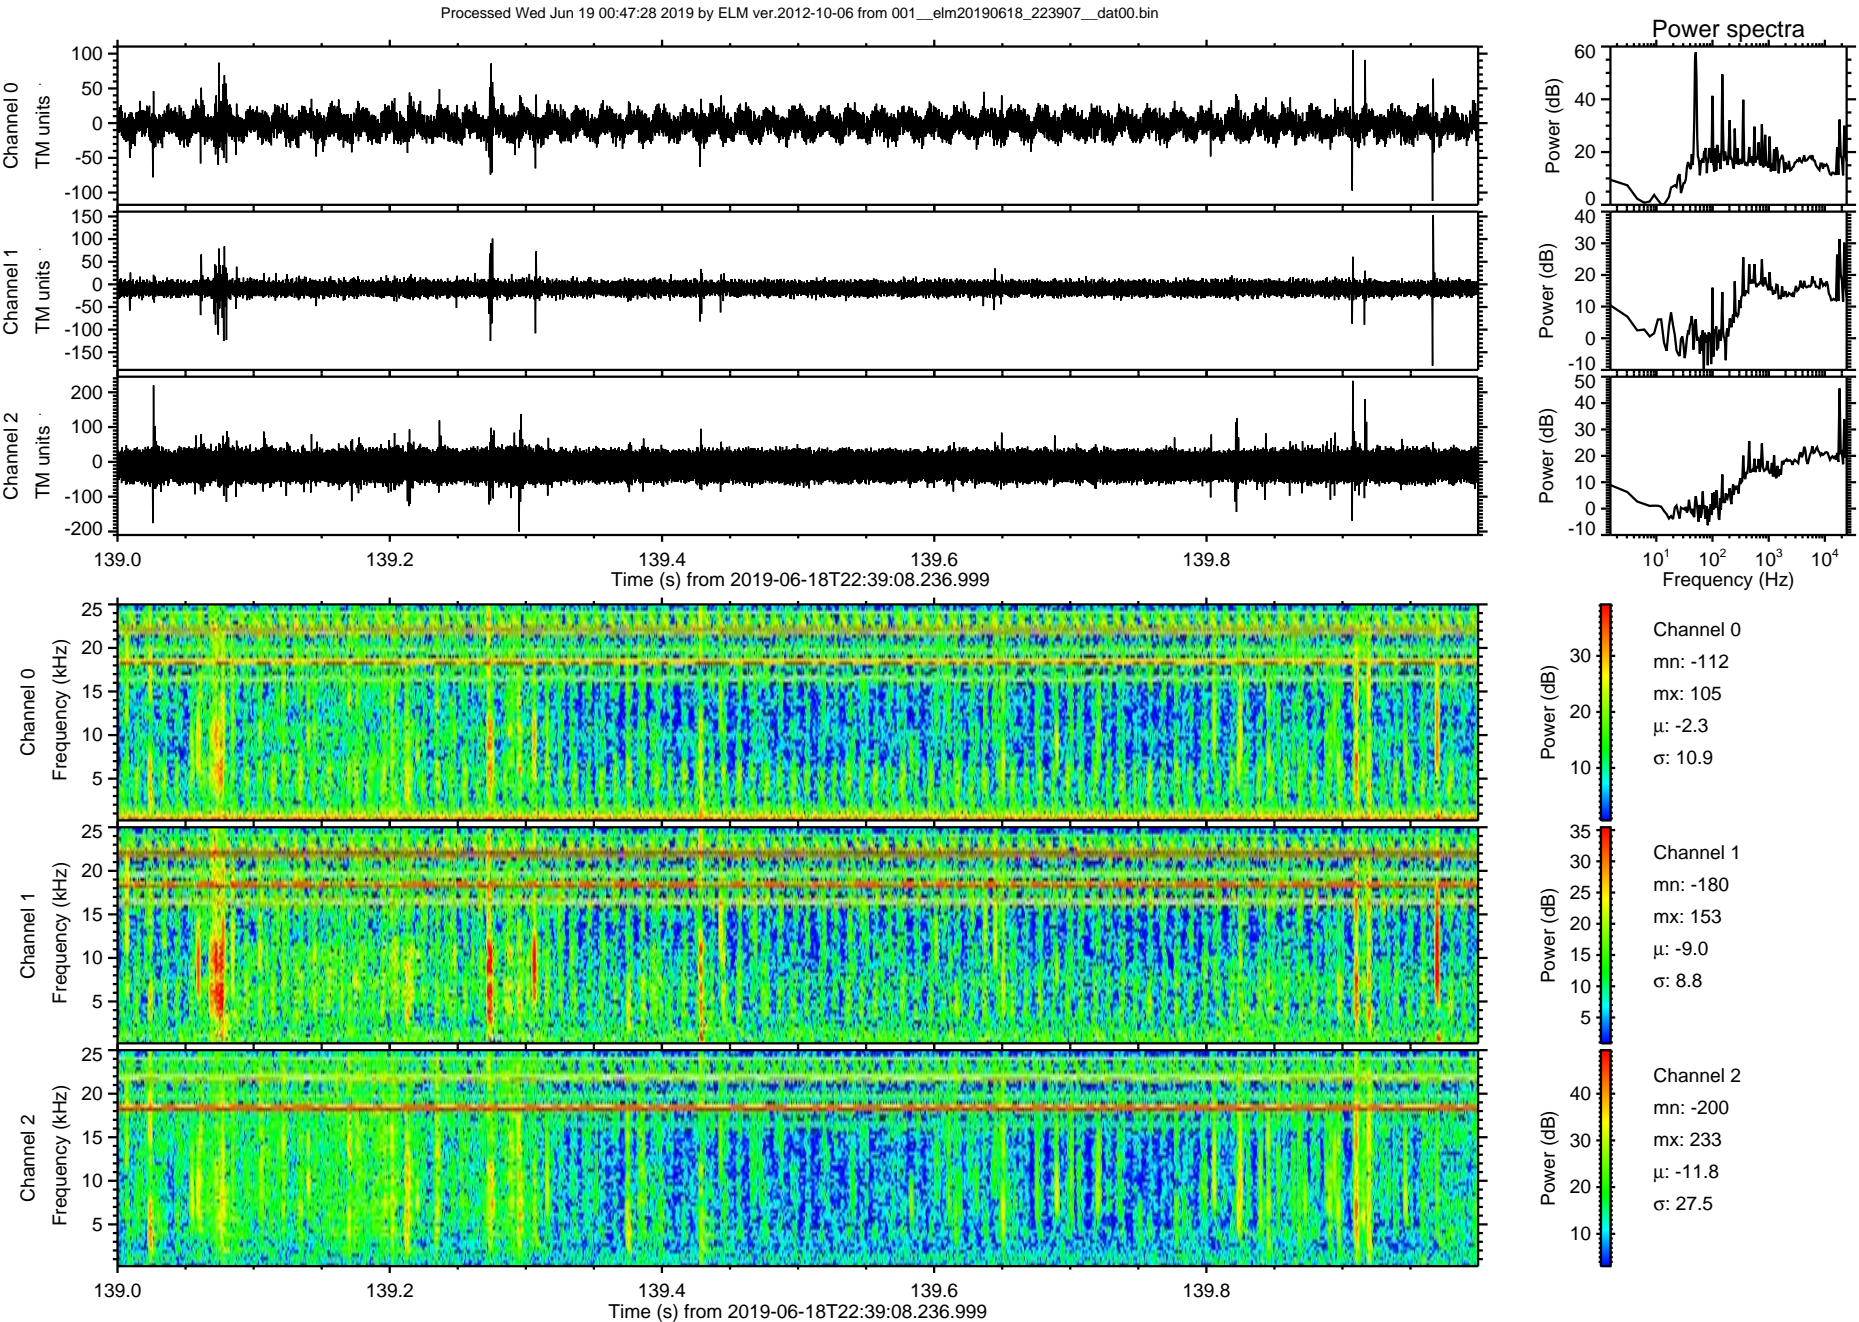 Processed Wed Jun 19 00:47:28 2019 by ELM ver.2012-10-06 from 001__elm20190618_223907__dat00.bin
Power spectra
Channel 0
TM units
100
50
0
-50
-100
Power (dB)
60
40
20
0
Channel 1
TM units
150
100
50
0
-50
-100
-150
Power (dB)
40
30
20
10
0
-10
Channel 2
TM units
200
100
0
-100
-200
Power (dB)
50
40
30
20
10
0
-10
139.0 139.2 139.4 139.6 139.8
Time (s) from 2019-06-18T22:39:08.236.999
10¹ 10² 10³ 10⁴
Frequency (Hz)
Channel 0
Frequency (kHz)
25
20
15
10
5
Power (dB)
30
20
10
Channel 0
mn: -112
mx: 105
μ: -2.3
σ: 10.9
Channel 1
Frequency (kHz)
25
20
15
10
5
Power (dB)
35
30
25
20
15
10
5
Channel 1
mn: -180
mx: 153
μ: -9.0
σ: 8.8
Channel 2
Frequency (kHz)
25
20
15
10
5
Power (dB)
40
30
20
10
Channel 2
mn: -200
mx: 233
μ: -11.8
σ: 27.5
139.0 139.2 139.4 139.6 139.8
Time (s) from 2019-06-18T22:39:08.236.999